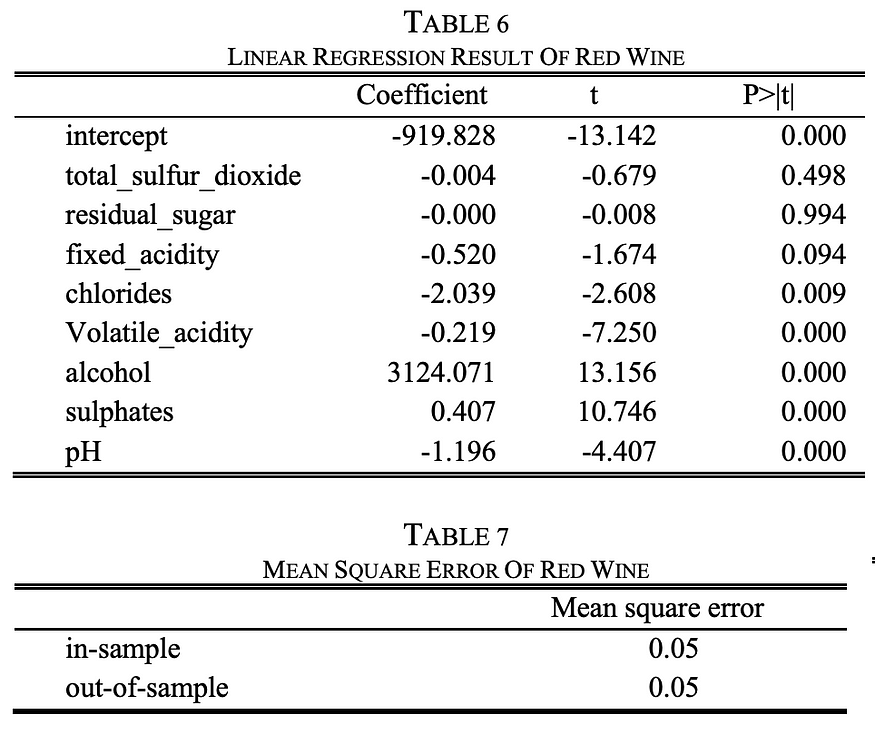 TABLE 6
LINEAR REGRESSION RESULT OF RED WINE
Coefficient t P>|t|
intercept -919.828 -13.142 0.000
total_sulfur_dioxide -0.004 -0.679 0.498
residual_sugar -0.000 -0.008 0.994
fixed_acidity -0.520 -1.674 0.094
chlorides -2.039 -2.608 0.009
Volatile_acidity -0.219 -7.250 0.000
alcohol 3124.071 13.156 0.000
sulphates 0.407 10.746 0.000
pH -1.196 -4.407 0.000
TABLE 7
MEAN SQUARE ERROR OF RED WINE
Mean square error
in-sample 0.05
out-of-sample 0.05